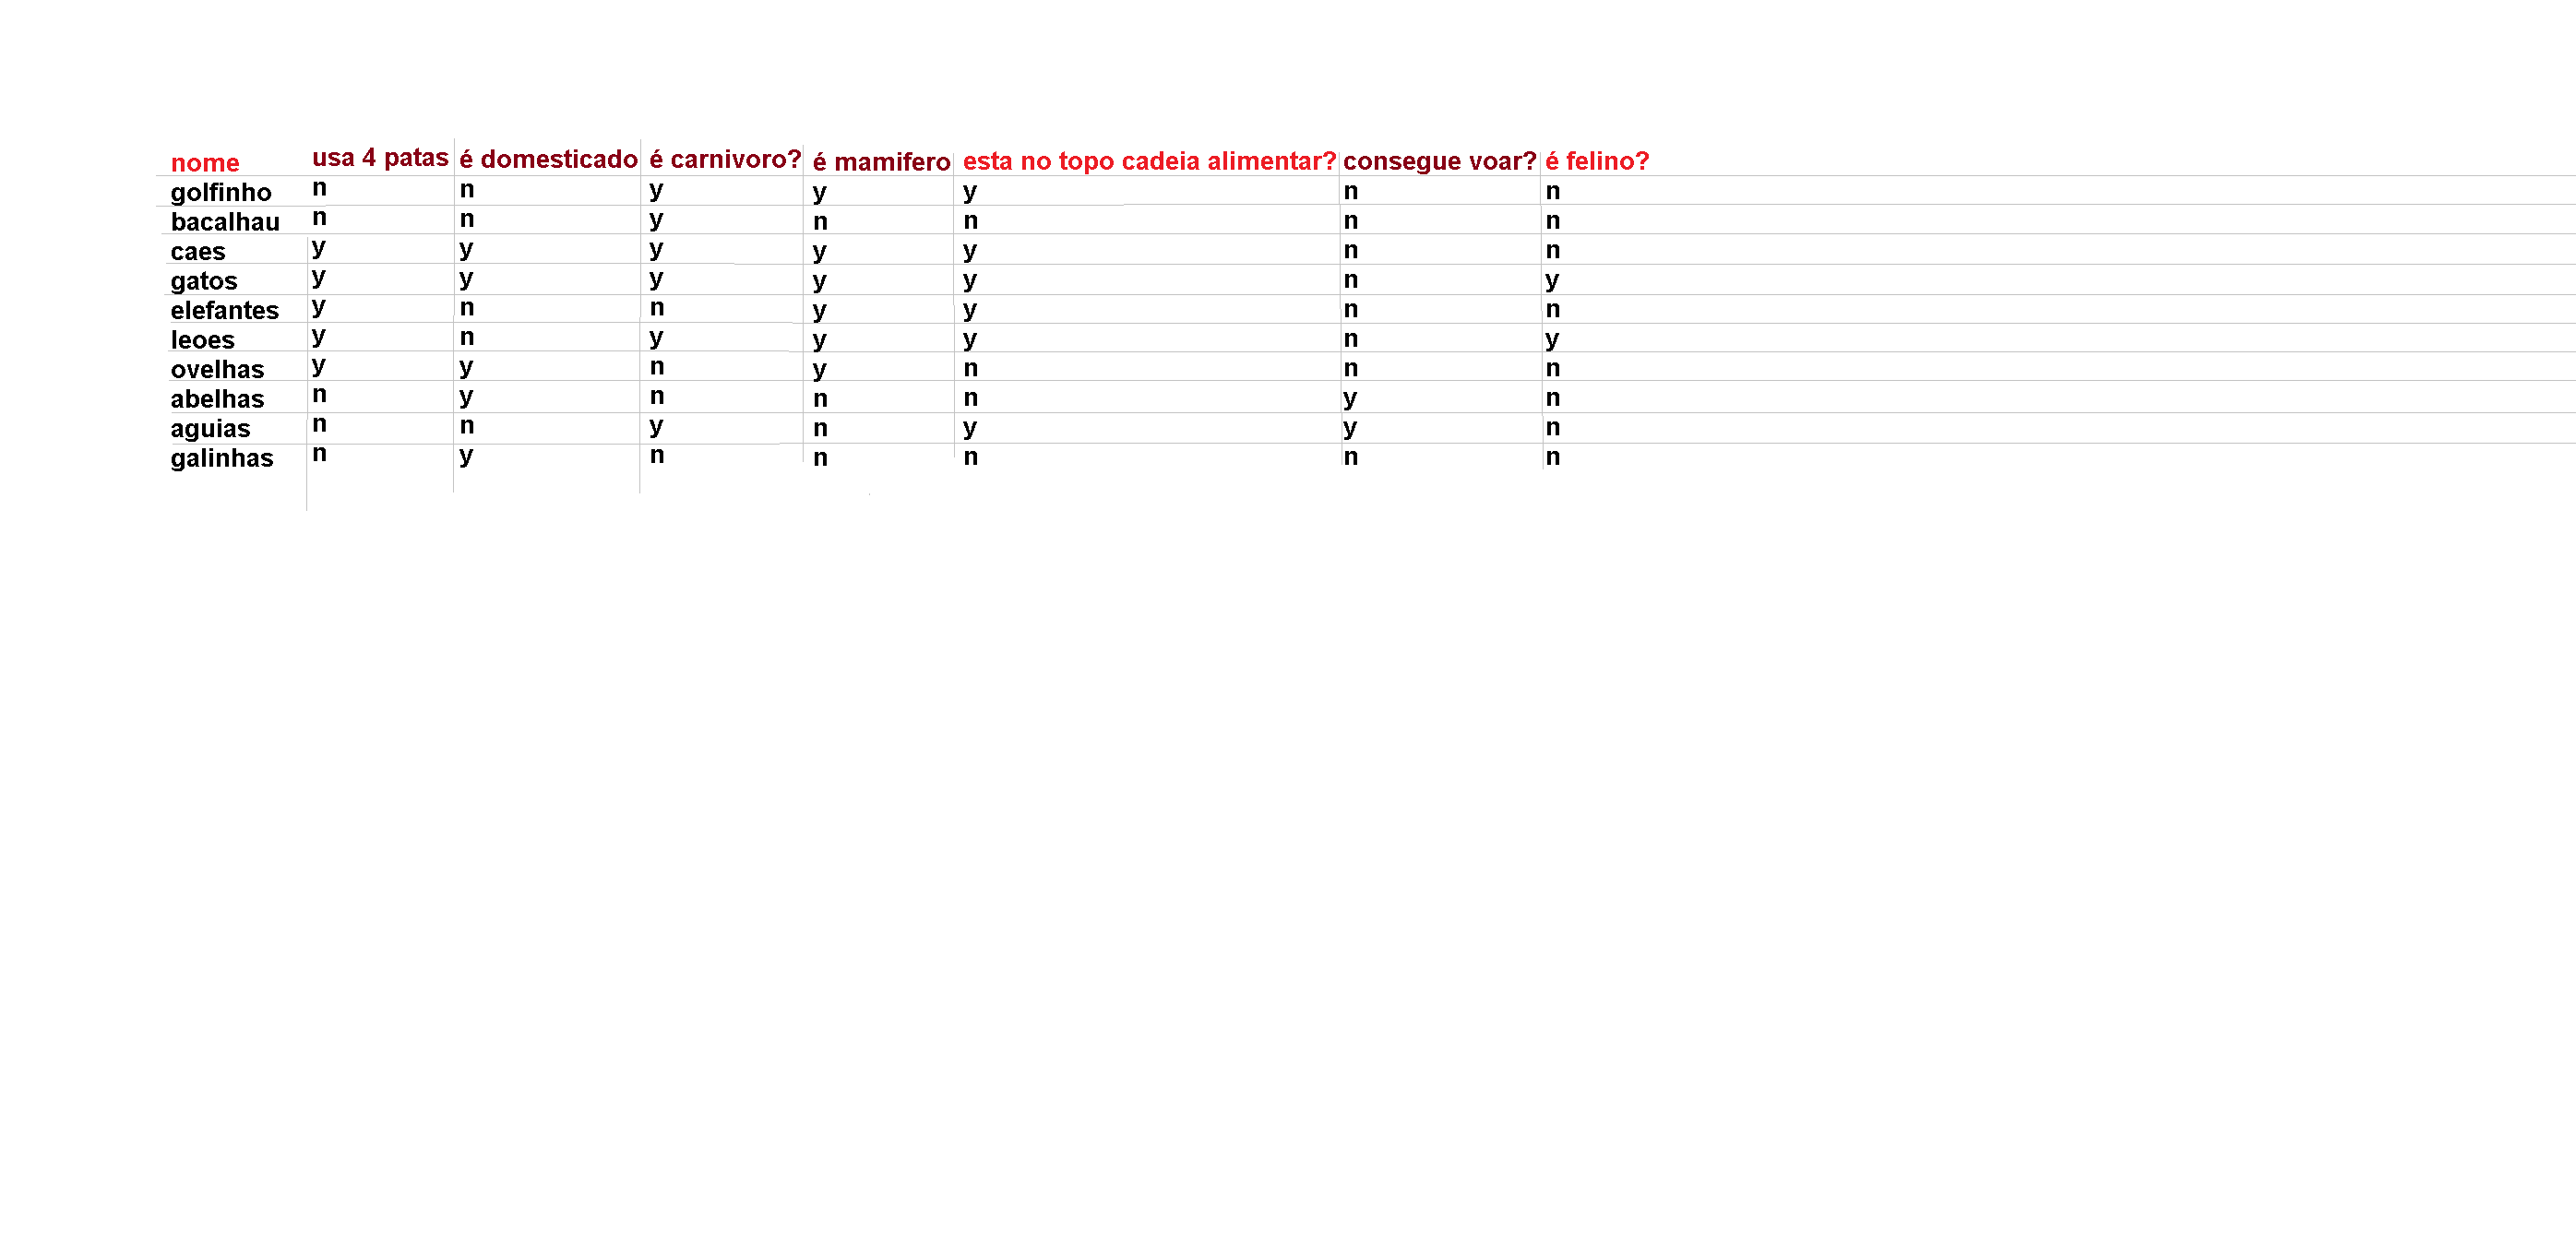 nome usa 4 patas é domesticado é carnivoro? é mamifero esta no topo cadeia alimentar? consegue voar? é felino?
golfinho n n y y y n n
bacalhau n n y n n n n
caes y y y y y n n
gatos y y y y y n y
elefantes y n n y y n n
leoes y n y y y n y
ovelhas y y n y n n n
abelhas n y n n n y n
aguias n n y n y y n
galinhas n y n n n n n